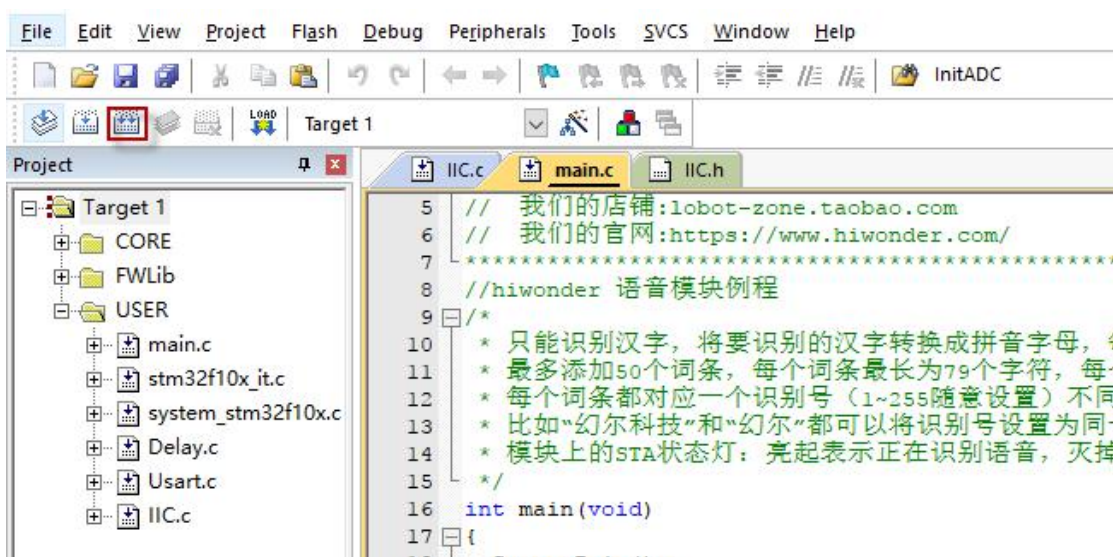 File Edit View Project Flash Debug Peripherals Tools SVCS Window Help
InitADC
LOAD Target 1
Project
IIC.c main.c IIC.h
Target 1
CORE
FWLib
USER
main.c
stm32f10x_it.c
system_stm32f10x.c
Delay.c
Usart.c
IIC.c
5 // 我们的店铺:lobot-zone.taobao.com
6 // 我们的官网:https://www.hiwonder.com/
7 **************************************************
8 //hiwonder 语音模块例程
9 /*
10 * 只能识别汉字，将要识别的汉字转换成拼音字母，
11 * 最多添加50个词条，每个词条最长为79个字符，每
12 * 每个词条都对应一个识别号（1~255随意设置）不同
13 * 比如“幻尔科技”和“幻尔”都可以将识别号设置为同
14 * 模块上的STA状态灯：亮起表示正在识别语音，灭掉
15 */
16 int main(void)
17 {